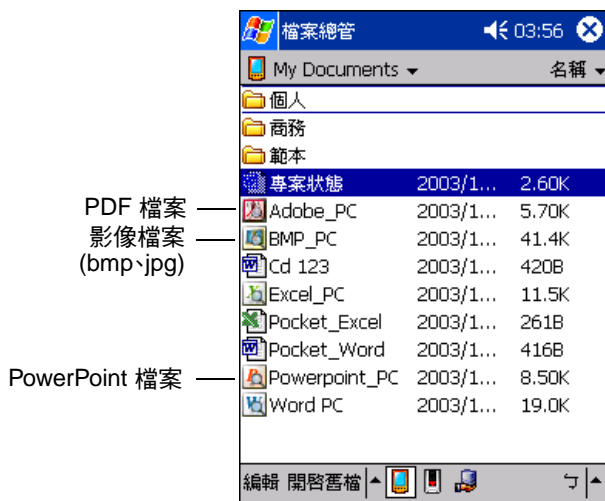 檔案總管 03:56
My Documents 名稱
個人
商務
範本
專案狀態 2003/1... 2.60K
PDF 檔案
Adobe_PC 2003/1... 5.70K
影像檔案
(bmp、jpg)
BMP_PC 2003/1... 41.4K
Cd 123 2003/1... 420B
Excel_PC 2003/1... 11.5K
Pocket_Excel 2003/1... 261B
Pocket_Word 2003/1... 416B
PowerPoint 檔案
Powerpoint_PC 2003/1... 8.50K
Word PC 2003/1... 19.0K
編輯 開啓舊檔 ㄅ